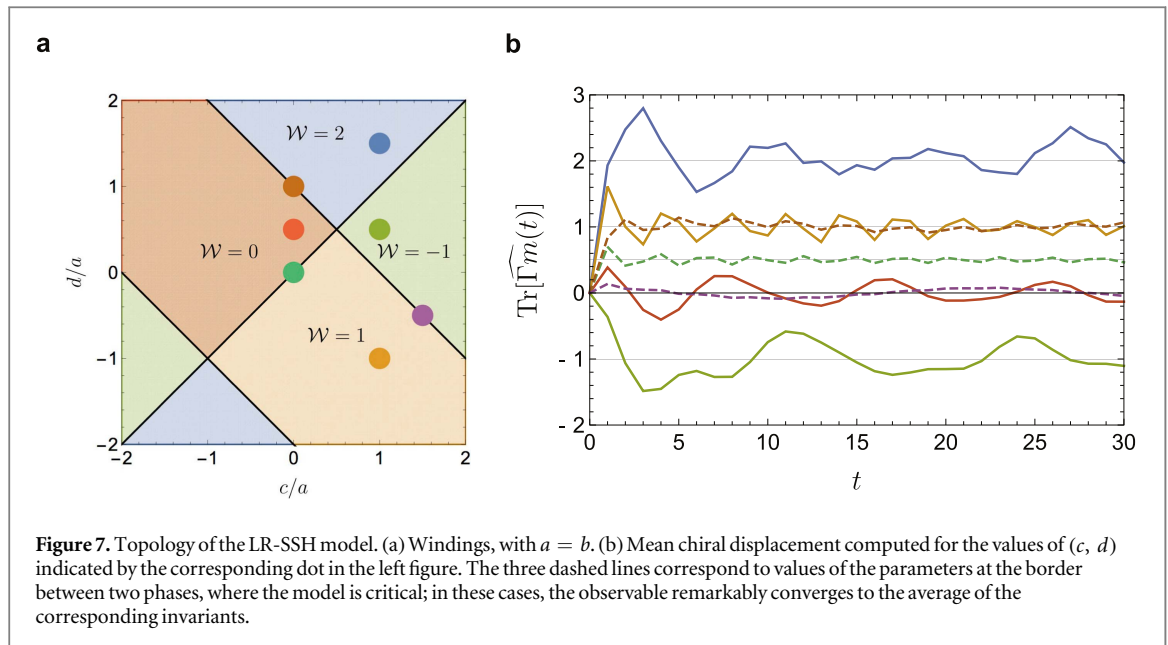 a
b
2
1
0
−1
−2
−2
−1
0
1
2
d/a
c/a
𝒲 = 2
𝒲 = 0
𝒲 = −1
𝒲 = 1
3
2
1
0
- 1
- 2
0
5
10
15
20
25
30
Tr[Γ̂m(t)]
t
Figure 7. Topology of the LR-SSH model. (a) Windings, with a = b. (b) Mean chiral displacement computed for the values of (c, d)
indicated by the corresponding dot in the left figure. The three dashed lines correspond to values of the parameters at the border
between two phases, where the model is critical; in these cases, the observable remarkably converges to the average of the
corresponding invariants.